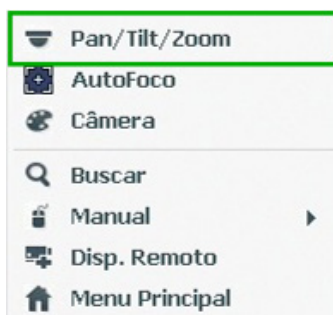 Pan/Tilt/Zoom
AutoFoco
Câmera
Buscar
Manual
Disp. Remoto
Menu Principal